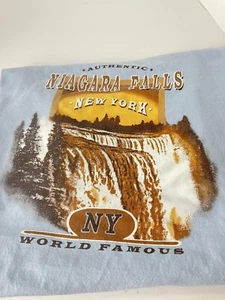 · AUTHENTIC ·
NIAGARA FALLS
· NEW YORK ·
NY
WORLD FAMOUS